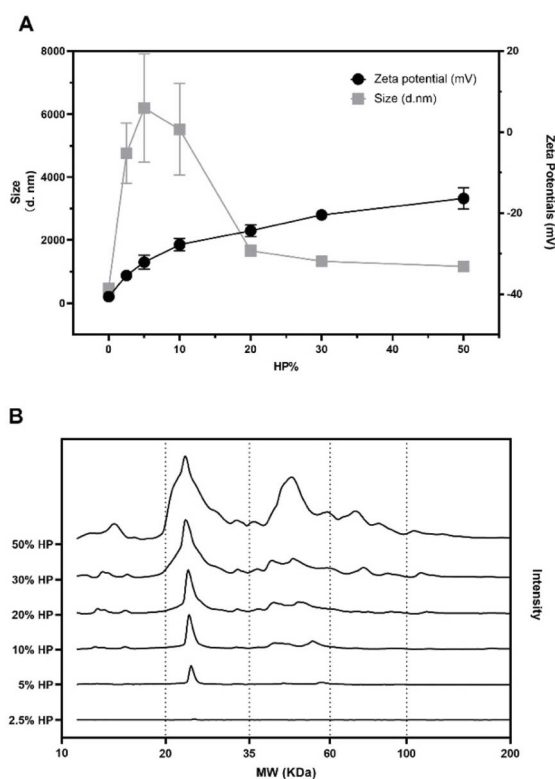 A
8000
6000
4000
2000
0
Size
(d. nm)
20
0
-20
-40
Zeta Potentials
(mV)
Zeta potential (mV)
Size (d.nm)
0 10 20 30 40 50
HP%
B
50% HP
30% HP
20% HP
10% HP
5% HP
2.5% HP
Intensity
10 20 35 60 100 200
MW (KDa)